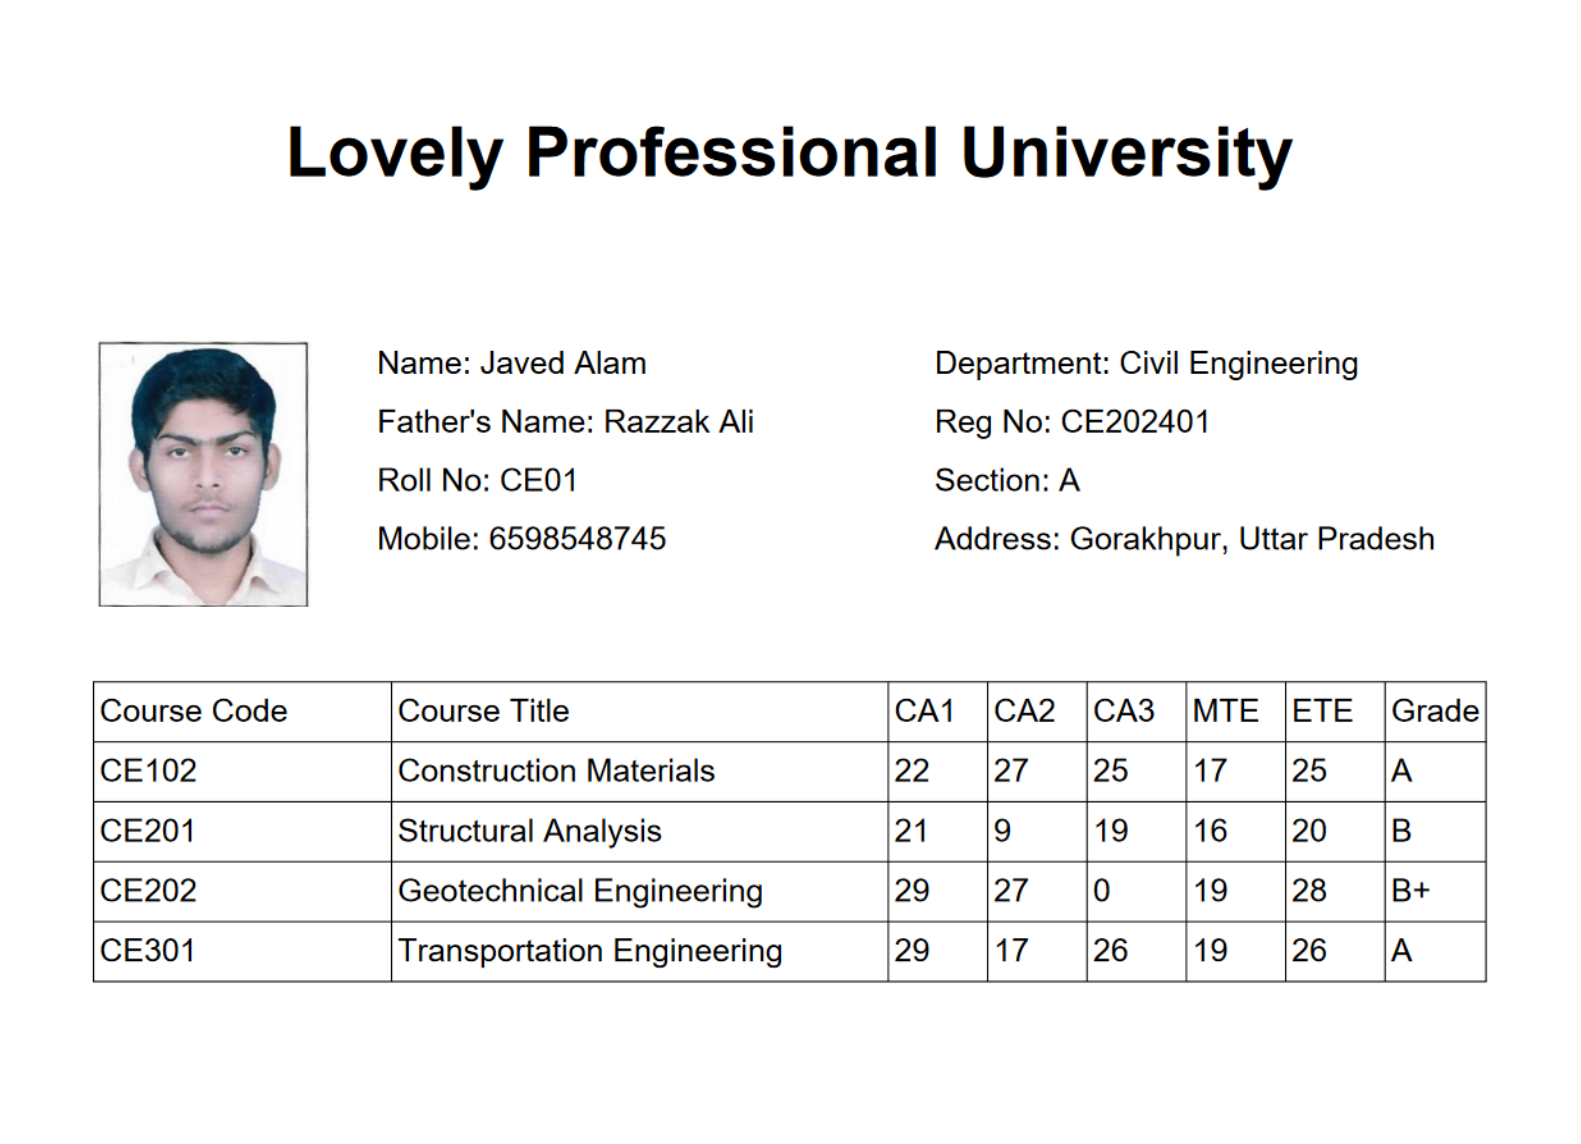 Lovely Professional University
Name: Javed Alam
Department: Civil Engineering
Father's Name: Razzak Ali
Reg No: CE202401
Roll No: CE01
Section: A
Mobile: 6598548745
Address: Gorakhpur, Uttar Pradesh
Course Code Course Title CA1 CA2 CA3 MTE ETE Grade
CE102 Construction Materials 22 27 25 17 25 A
CE201 Structural Analysis 21 9 19 16 20 B
CE202 Geotechnical Engineering 29 27 0 19 28 B+
CE301 Transportation Engineering 29 17 26 19 26 A